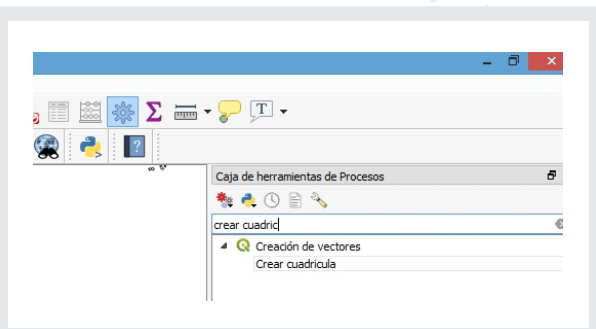 Caja de herramientas de Procesos
crear cuadric
Creación de vectores
Crear cuadricula